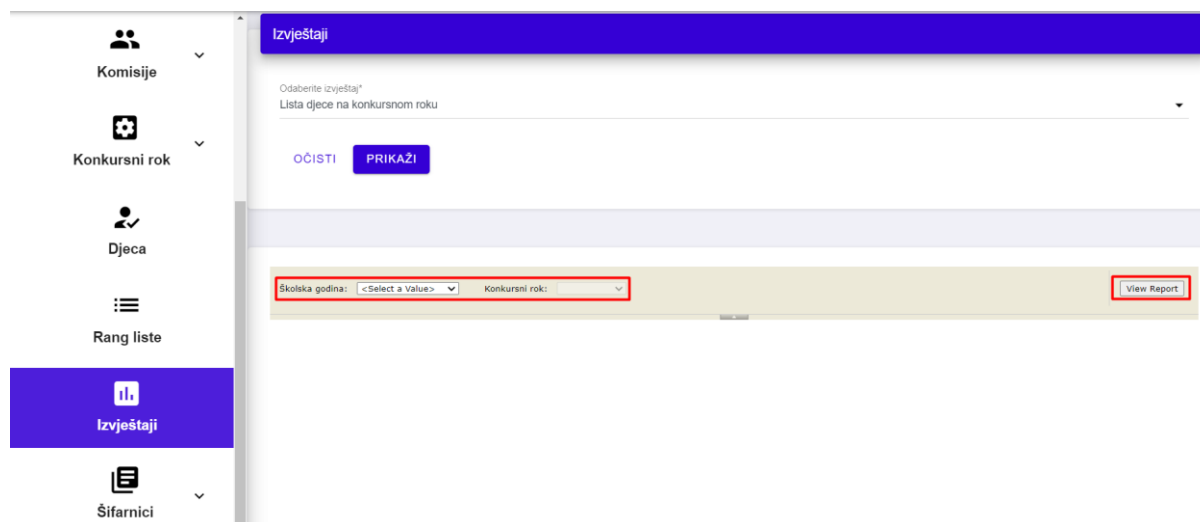 Komisije
Konkursni rok
Djeca
Rang liste
Izvještaji
Šifarnici
Izvještaji
Odaberite izvještaj*
Lista djece na konkursnom roku
OČISTI PRIKAŽI
Školska godina: <Select a Value> Konkursni rok: View Report